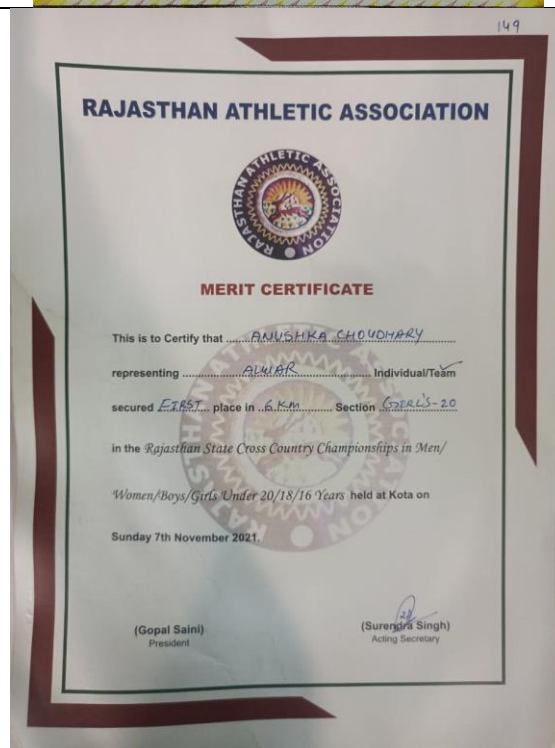 149
RAJASTHAN ATHLETIC ASSOCIATION
RAJASTHAN ATHLETIC ASSOCIATION
MERIT CERTIFICATE
This is to Certify that ANUSHKA CHOUDHARY
representing ALWAR Individual/Team
secured FIRST place in 6 KM Section GIRL'S-20
in the Rajasthan State Cross Country Championships in Men/
Women/Boys/Girls Under 20/18/16 Years held at Kota on
Sunday 7th November 2021.
(Gopal Saini)
President
(Surendra Singh)
Acting Secretary